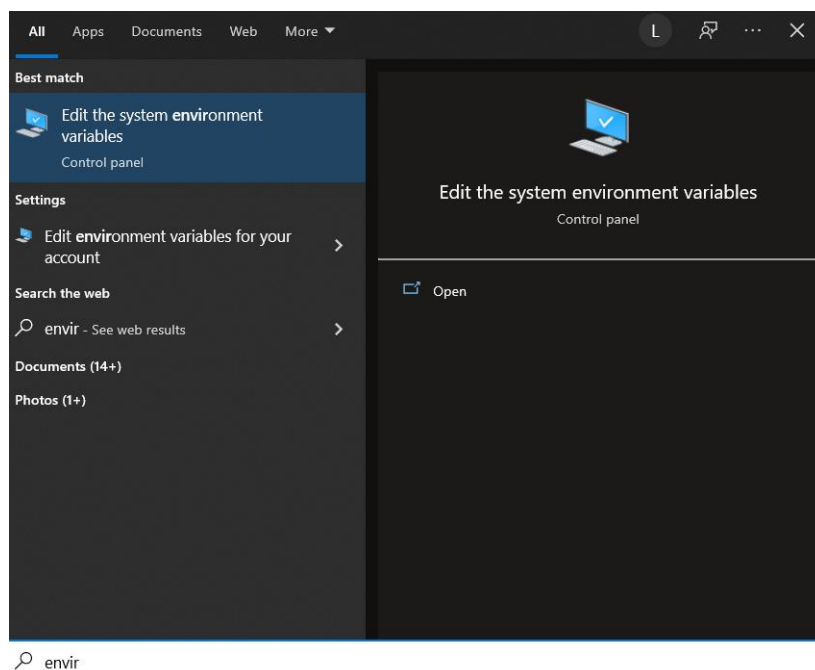 All Apps Documents Web More L ...
Best match
Edit the system environment
variables
Control panel
Settings
Edit environment variables for your
account
Search the web
envir - See web results
Documents (14+)
Photos (1+)
Edit the system environment variables
Control panel
Open
envir